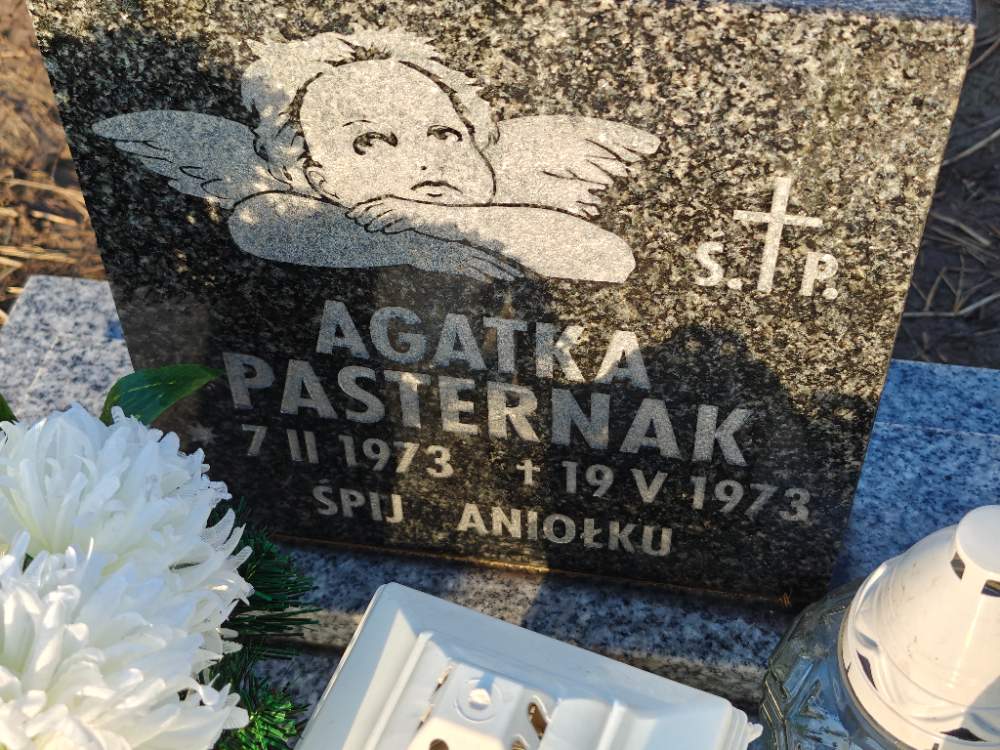 Ś. P.
AGATKA
PASTERNAK
* 7 II 1973 † 19 V 1973
ŚPIJ ANIOŁKU